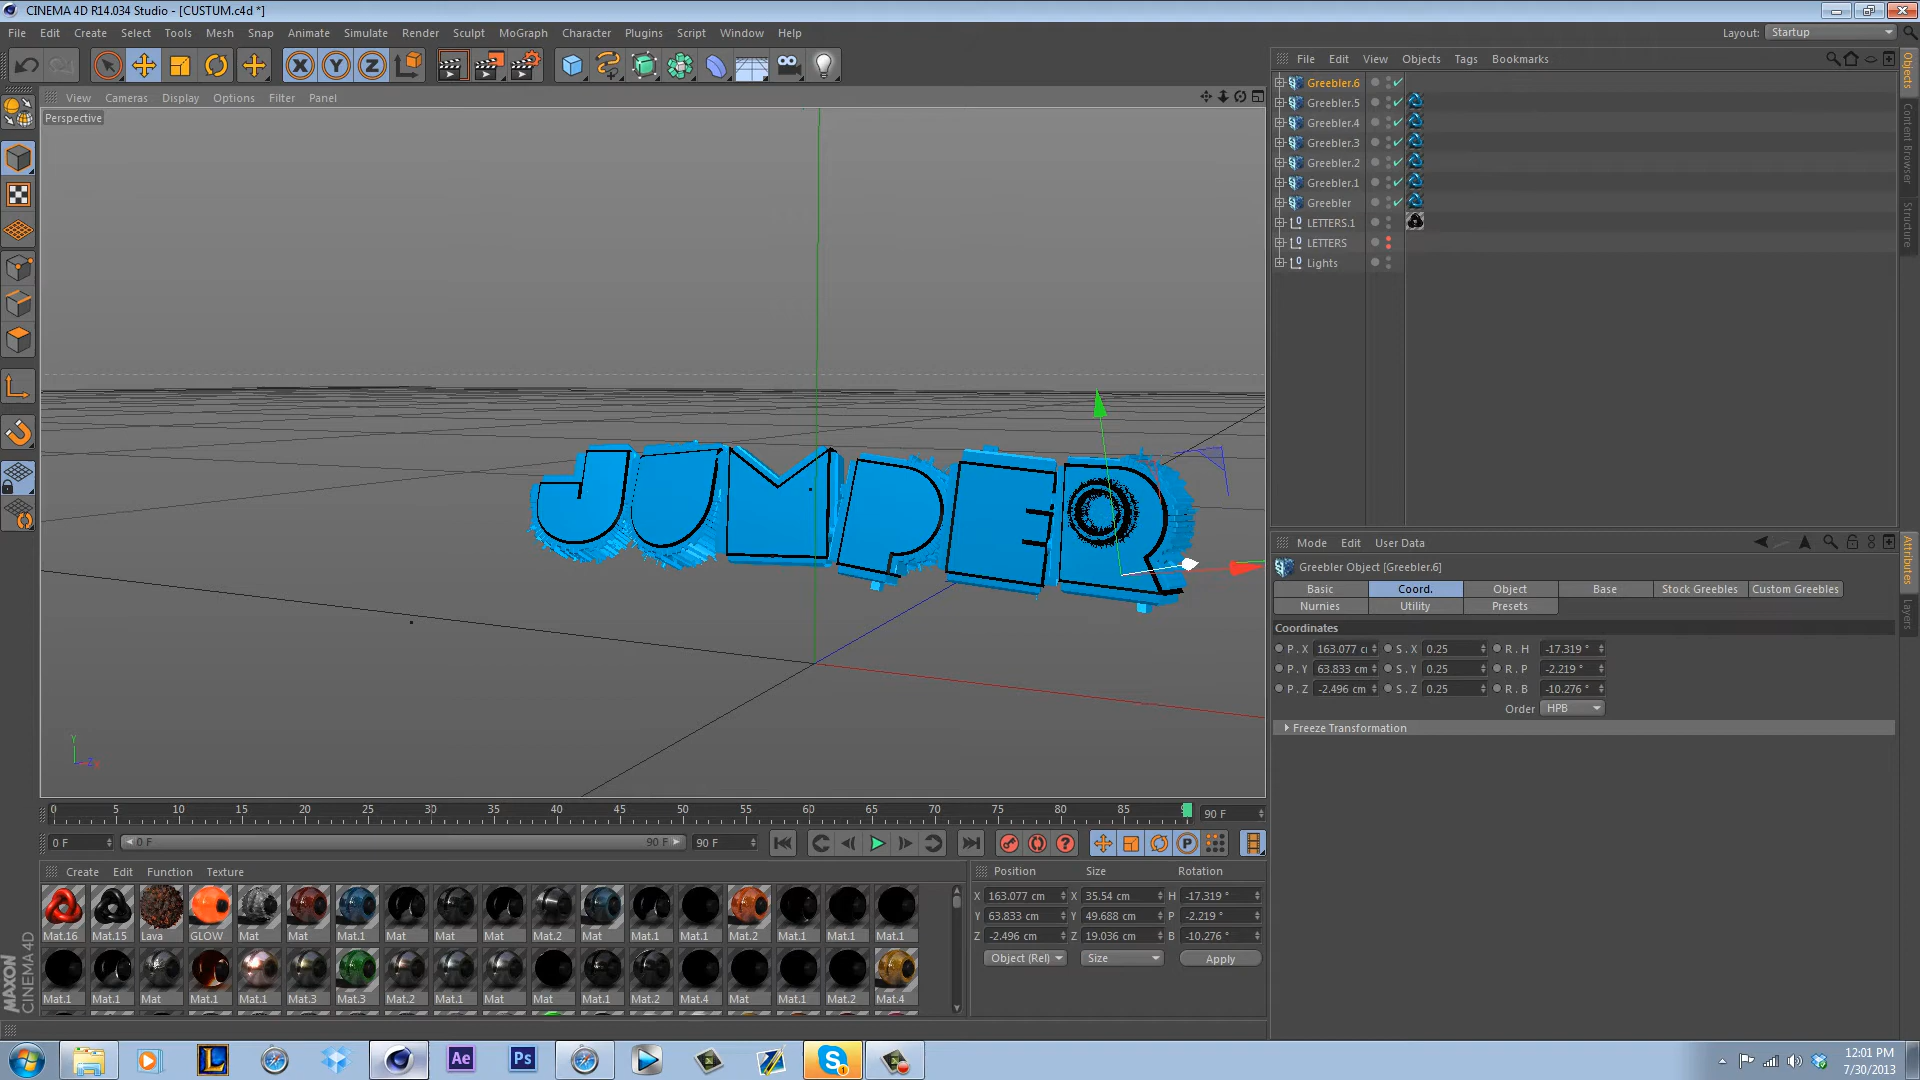 CINEMA 4D R14.034 Studio - [CUSTUM.c4d *]
File Edit Create Select Tools Mesh Snap Animate Simulate Render Sculpt MoGraph Character Plugins Script Window Help
Layout: Startup
View Cameras Display Options Filter Panel
Perspective
JUMPER
Y
Z
0 5 10 15 20 25 30 35 40 45 50 55 60 65 70 75 80 85 90 F
0 F 0 F 90 F 90 F
Create Edit Function Texture
Mat.16 Mat.15 Lava GLOW Mat Mat Mat.1 Mat Mat Mat Mat.2 Mat Mat.1 Mat.1 Mat.2 Mat.1 Mat.1 Mat.1
Mat.1 Mat.1 Mat Mat.1 Mat.1 Mat.3 Mat.3 Mat.2 Mat.1 Mat Mat Mat.1 Mat.2 Mat.4 Mat Mat.1 Mat.2 Mat.4
MAXON
CINEMA 4D
Position Size Rotation
X 163.077 cm X 35.54 cm H -17.319 °
Y 63.833 cm Y 49.688 cm P -2.219 °
Z -2.496 cm Z 19.036 cm B -10.276 °
Object (Rel) Size Apply
File Edit View Objects Tags Bookmarks
Greebler.6
Greebler.5
Greebler.4
Greebler.3
Greebler.2
Greebler.1
Greebler
LETTERS.1
LETTERS
Lights
Objects
Content Browser
Structure
Mode Edit User Data
Greebler Object [Greebler.6]
Basic Coord. Object Base Stock Greebles Custom Greebles
Nurnies Utility Presets
Coordinates
P . X 163.077 c S . X 0.25 R . H -17.319 °
P . Y 63.833 cm S . Y 0.25 R . P -2.219 °
P . Z -2.496 cm S . Z 0.25 R . B -10.276 °
Order HPB
Freeze Transformation
Attributes
Layers
Ae Ps
12:01 PM
7/30/2013